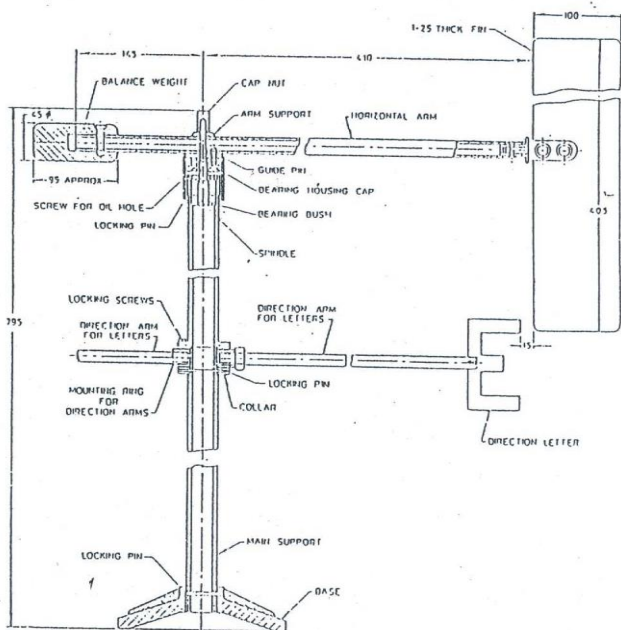 100
1·25 THICK FIN
145
410
BALANCE WEIGHT
CAP NUT
45 ϕ
ARM SUPPORT
HORIZONTAL ARM
GUIDE PIN
95 APPROX
BEARING HOUSING CAP
SCREW FOR OIL HOLE
BEARING BUSH
LOCKING PIN
SPINDLE
405
795
LOCKING SCREWS
DIRECTION ARM
FOR LETTERS
DIRECTION ARM
FOR LETTERS
15
LOCKING PIN
MOUNTING RING
FOR
DIRECTION ARMS
COLLAR
DIRECTION LETTER
MAIN SUPPORT
LOCKING PIN
BASE